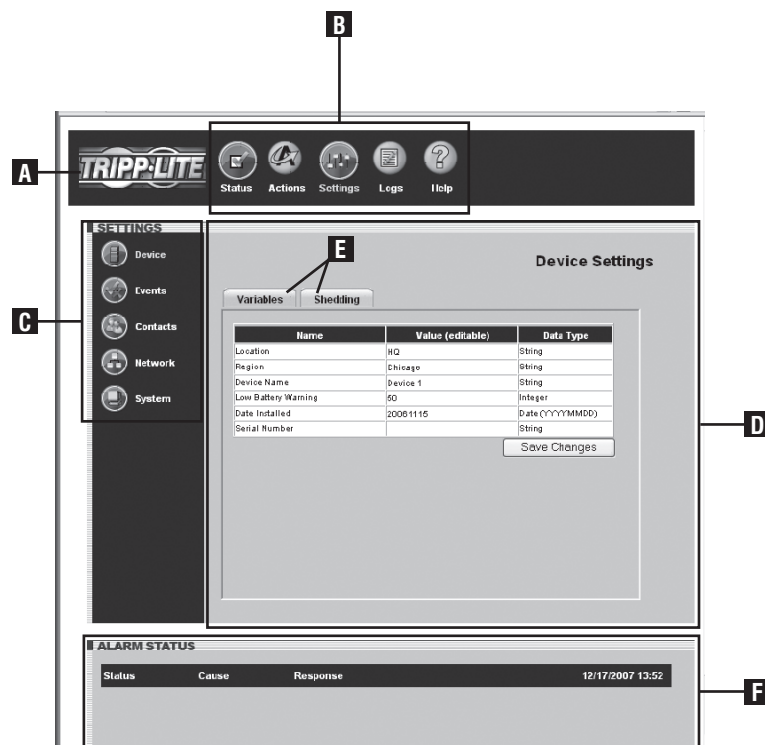 B
A
TRIPP·LITE
Status Actions Settings Logs Help
SETTINGS
Device
Events
Contacts
Network
System
C
E
Device Settings
Variables Shedding
Name Value (editable) Data Type
Location HQ String
Region Chicago String
Device Name Device 1 String
Low Battery Warning 50 Integer
Date Installed 20061115 Date(YYYYMMDD)
Serial Number String
Save Changes
D
ALARM STATUS
Status Cause Response 12/17/2007 13:52
F